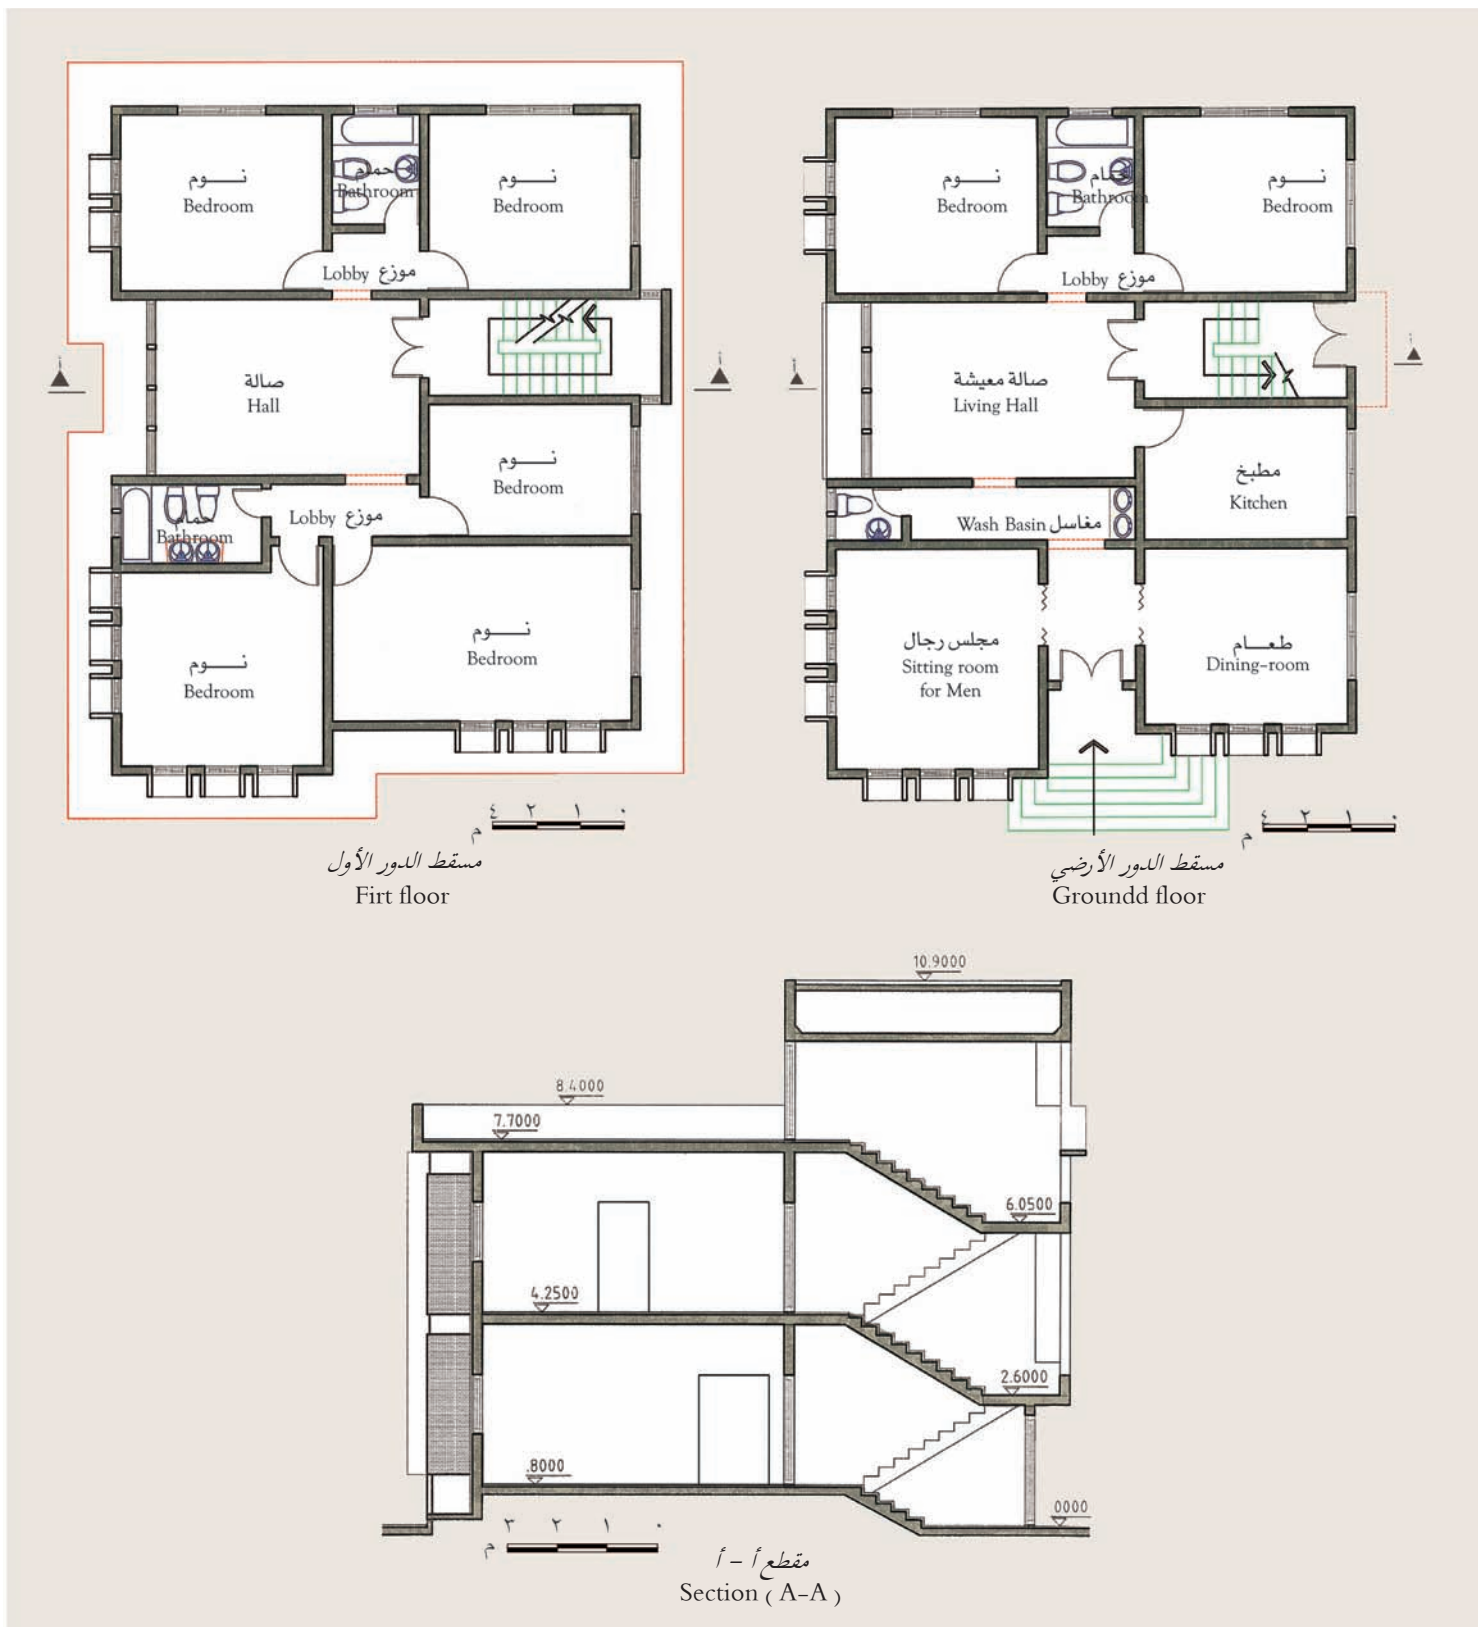 نـــوم
Bedroom
حمام
Bathroom
نـــوم
Bedroom
Lobby موزع
صالة
Hall
أ
أ
نـــوم
Bedroom
حمام
Bathroom
Lobby موزع
نـــوم
Bedroom
نـــوم
Bedroom
٤ ٢ ١ ٠
م
مسقط الدور الأول
Firt floor
نـــوم
Bedroom
حمام
Bathroom
نـــوم
Bedroom
Lobby موزع
أ
أ
صالة معيشة
Living Hall
مطبخ
Kitchen
Wash Basin مغاسل
مجلس رجال
Sitting room
for Men
طعـــام
Dining-room
٤ ٢ ١ ٠
م
مسقط الدور الأرضي
Groundd floor
10.9000
8.4000
7.7000
6.0500
4.2500
2.6000
.8000
0000
٣ ٢ ١ ٠
م
مقطع أ – أ
Section ( A-A )